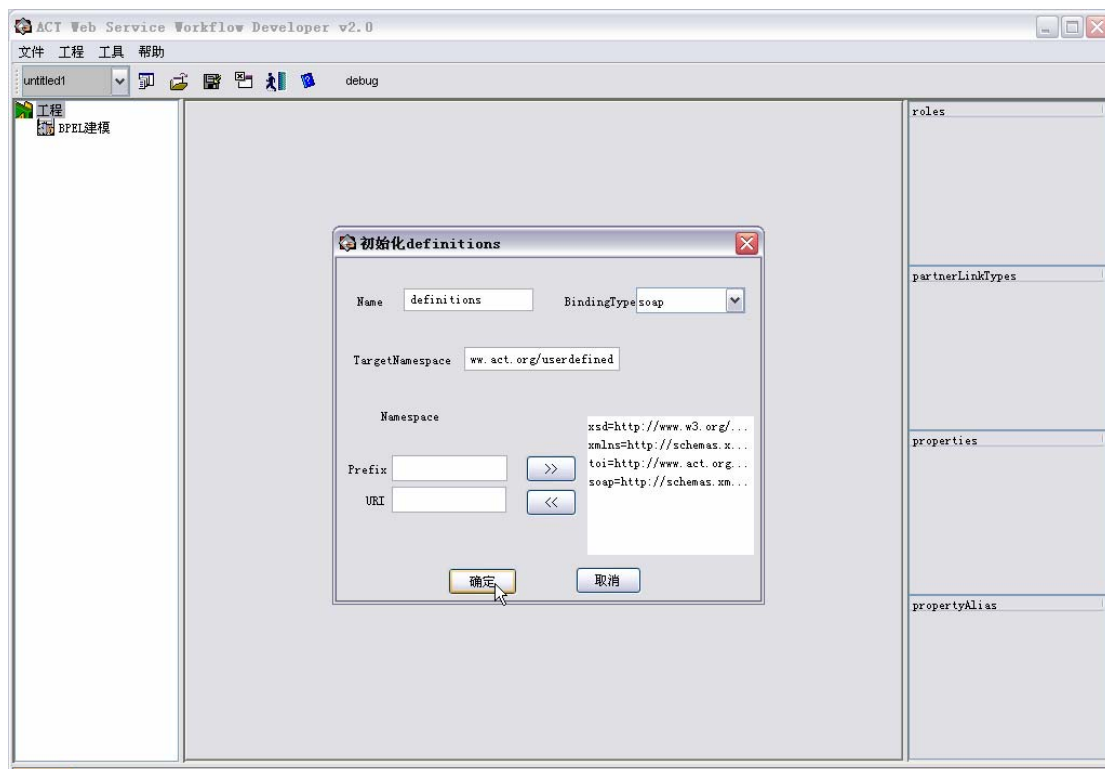 ACT Web Service Workflow Developer v2.0
文件 工程 工具 帮助
untitled1 debug
工程
BPEL建模
roles
partnerLinkTypes
properties
propertyAlias
初始化definitions
Name definitions BindingType soap
TargetNamespace ww.act.org/userdefined
Namespace
xsd=http://www.w3.org/...
xmlns=http://schemas.x...
toi=http://www.act.org...
soap=http://schemas.xm...
Prefix >>
URI <<
确定 取消